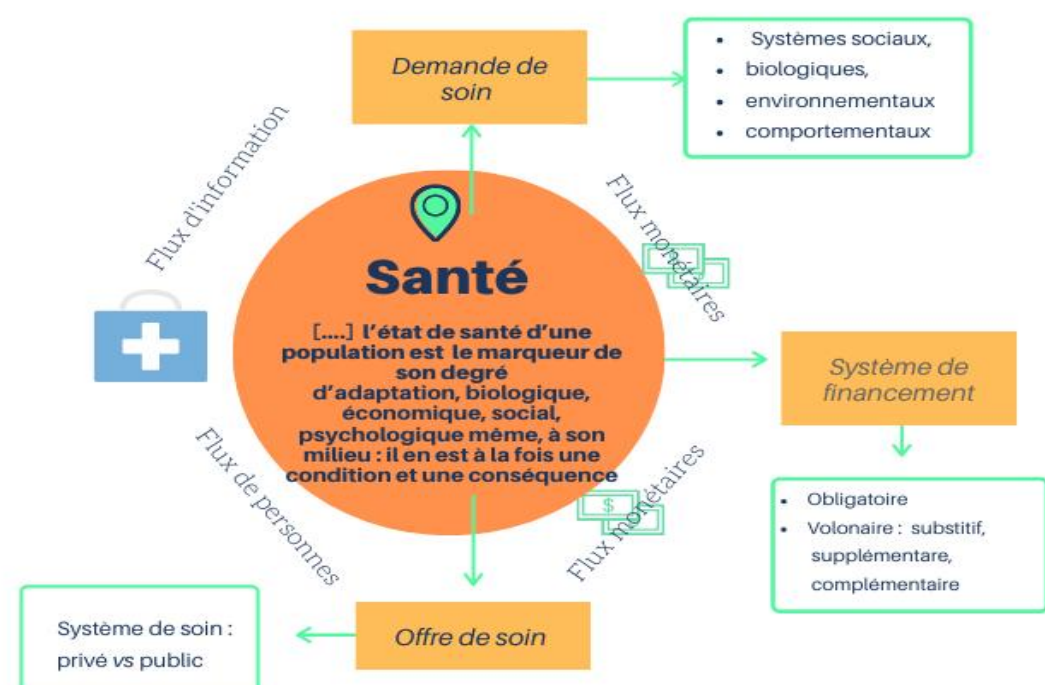 Demande de
soin
Systèmes sociaux,
biologiques,
environnementaux
comportementaux
Flux d'information
Flux monétaires
Santé
[....] l'état de santé d'une
population est le marqueur de
son degré
d'adaptation, biologique,
économique, social,
psychologique même, à son
milieu : il en est à la fois une
condition et une conséquence
Système de
financement
Flux de personnes
Flux monétaires
$
Obligatoire
Volonaire : substitif,
supplémentare,
complémentaire
Offre de soin
Système de soin :
privé vs public